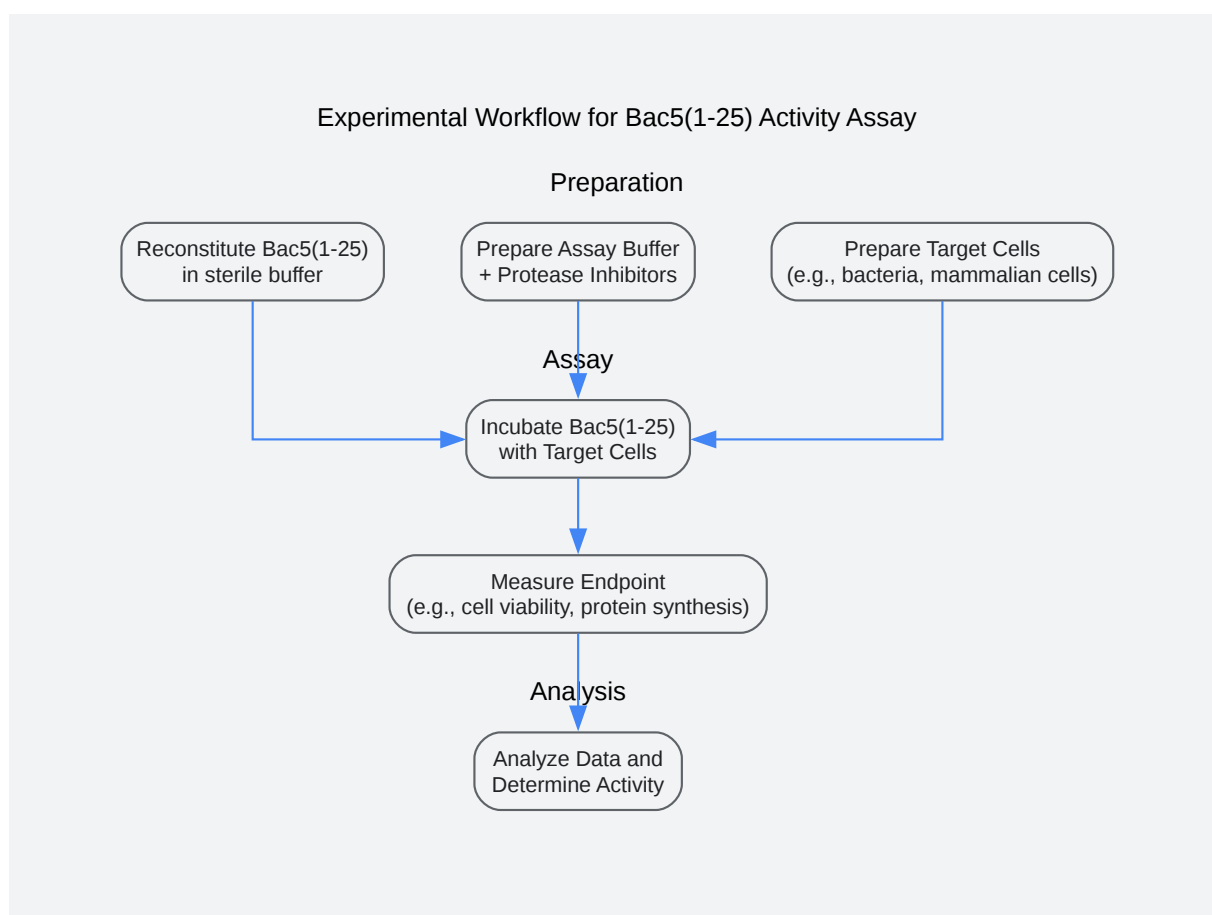 Experimental Workflow for Bac5(1-25) Activity Assay
Preparation
Reconstitute Bac5(1-25)
in sterile buffer
Prepare Assay Buffer
+ Protease Inhibitors
Prepare Target Cells
(e.g., bacteria, mammalian cells)
Assay
Incubate Bac5(1-25)
with Target Cells
Measure Endpoint
(e.g., cell viability, protein synthesis)
Analysis
Analyze Data and
Determine Activity